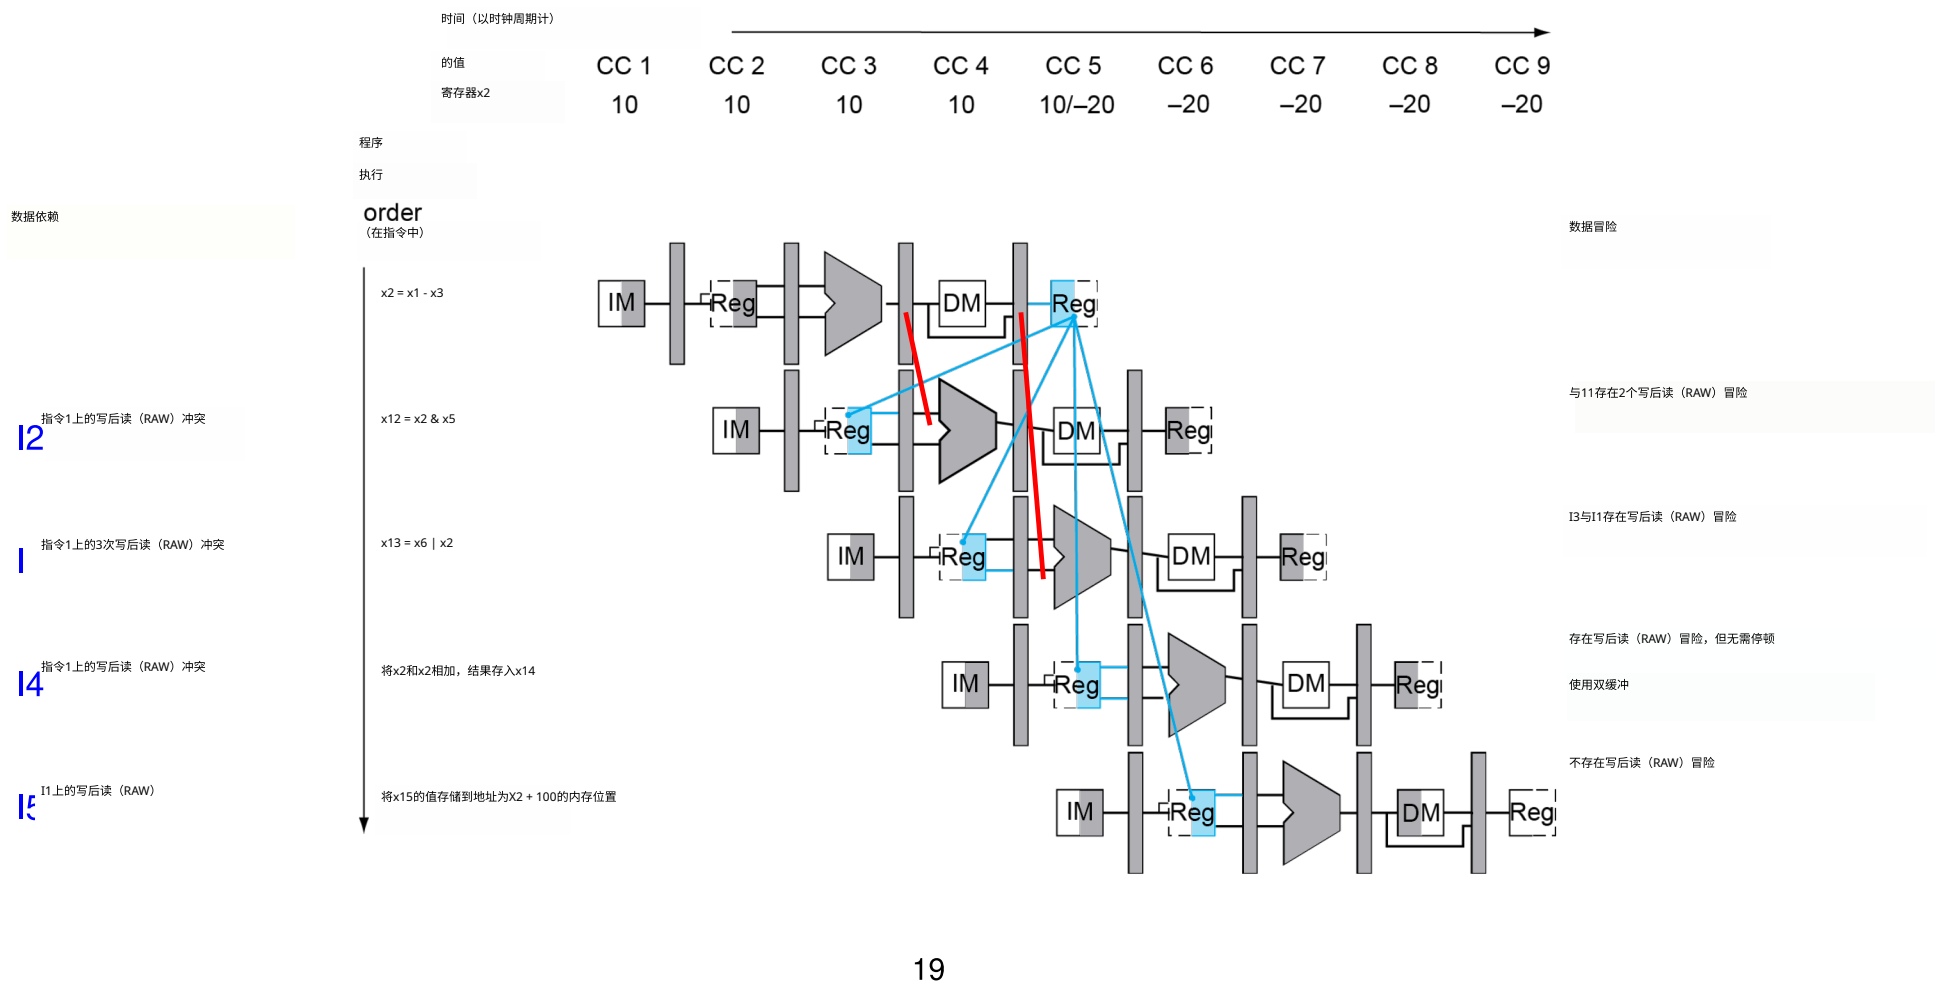 时间（以时钟周期计）
的值
CC 1 CC 2 CC 3 CC 4 CC 5 CC 6 CC 7 CC 8 CC 9
寄存器x2
10 10 10 10 10/–20 –20 –20 –20 –20
程序
执行
order
（在指令中）
数据依赖
数据冒险
x2 = x1 - x3
IM Reg DM Reg
I2
指令1上的写后读（RAW）冲突
x12 = x2 & x5
IM Reg DM Reg
与11存在2个写后读（RAW）冒险
I
指令1上的3次写后读（RAW）冲突
x13 = x6 | x2
IM Reg DM Reg
I3与I1存在写后读（RAW）冒险
I4
指令1上的写后读（RAW）冲突
将x2和x2相加，结果存入x14
IM Reg DM Reg
存在写后读（RAW）冒险，但无需停顿
使用双缓冲
I5
I1上的写后读（RAW）
将x15的值存储到地址为X2 + 100的内存位置
IM Reg DM Reg
不存在写后读（RAW）冒险
19